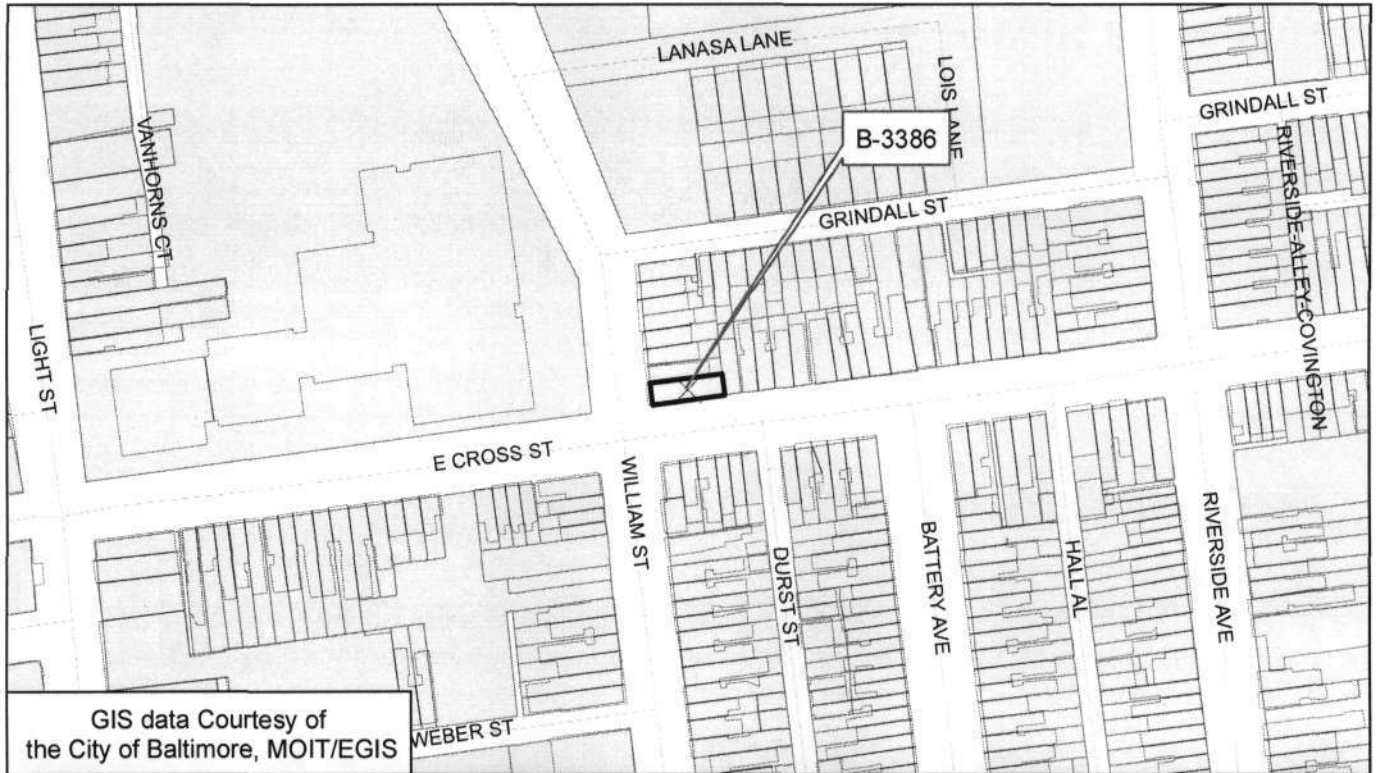 LANASA LANE
LOIS LANE
GRINDALL ST
VANHORNS CT
B-3386
RIVERSIDE-ALLEY-COVINGTON
GRINDALL ST
LIGHT ST
E CROSS ST
WILLIAM ST
DURST ST
BATTERY AVE
HALL AL
RIVERSIDE AVE
WEBER ST
GIS data Courtesy of
the City of Baltimore, MOIT/EGIS